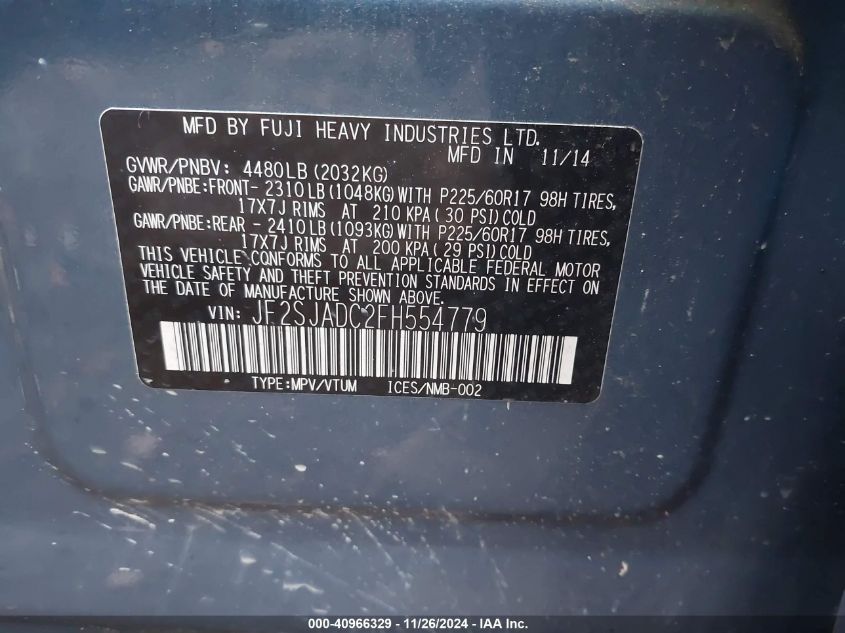 MFD BY FUJI HEAVY INDUSTRIES LTD.
MFD IN 11/14
GVWR/PNBV: 4480LB (2032KG)
GAWR/PNBE:FRONT- 2310LB (1048KG) WITH P225/60R17 98H TIRES,
17X7J RIMS AT 210 KPA ( 30 PSI) COLD
GAWR/PNBE:REAR - 2410LB (1093KG) WITH P225/60R17 98H TIRES,
17X7J RIMS AT 200 KPA ( 29 PSI) COLD
THIS VEHICLE CONFORMS TO ALL APPLICABLE FEDERAL MOTOR
VEHICLE SAFETY AND THEFT PREVENTION STANDARDS IN EFFECT ON
THE DATE OF MANUFACTURE SHOWN ABOVE.
VIN: JF2SJADC2FH554779
TYPE:MPV/VTUM ICES/NMB-002
000-40966329 - 11/26/2024 - IAAI.com